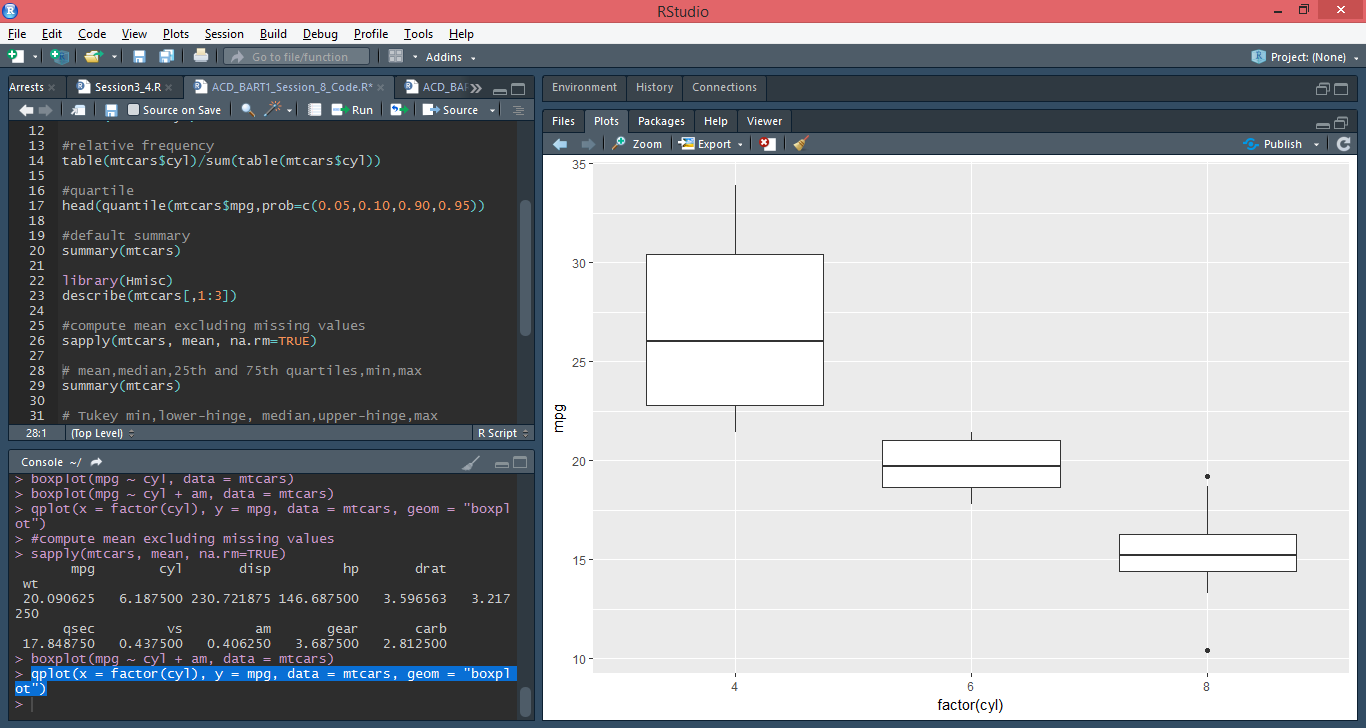 RStudio
File Edit Code View Plots Session Build Debug Profile Tools Help
Go to file/function Addins Project: (None)
Arrests Session3_4.R ACD_BART1_Session_8_Code.R* ACD_BA
Source on Save Run Source
12
13 #relative frequency
14 table(mtcars$cyl)/sum(table(mtcars$cyl))
15
16 #quartile
17 head(quantile(mtcars$mpg,prob=c(0.05,0.10,0.90,0.95))
18
19 #default summary
20 summary(mtcars)
21
22 library(Hmisc)
23 describe(mtcars[,1:3])
24
25 #compute mean excluding missing values
26 sapply(mtcars, mean, na.rm=TRUE)
27
28 # mean,median,25th and 75th quartiles,min,max
29 summary(mtcars)
30
31 # Tukey min,lower-hinge, median,upper-hinge,max
28:1 (Top Level) R Script
Console ~/
> boxplot(mpg ~ cyl, data = mtcars)
> boxplot(mpg ~ cyl + am, data = mtcars)
> qplot(x = factor(cyl), y = mpg, data = mtcars, geom = "boxpl
ot")
> #compute mean excluding missing values
> sapply(mtcars, mean, na.rm=TRUE)
mpg cyl disp hp drat
wt
20.090625 6.187500 230.721875 146.687500 3.596563 3.217
250
qsec vs am gear carb
17.848750 0.437500 0.406250 3.687500 2.812500
> boxplot(mpg ~ cyl + am, data = mtcars)
> qplot(x = factor(cyl), y = mpg, data = mtcars, geom = "boxpl
ot")
>
Environment History Connections
Files Plots Packages Help Viewer
Zoom Export Publish
35
30
25
20
15
10
mpg
4 6 8
factor(cyl)